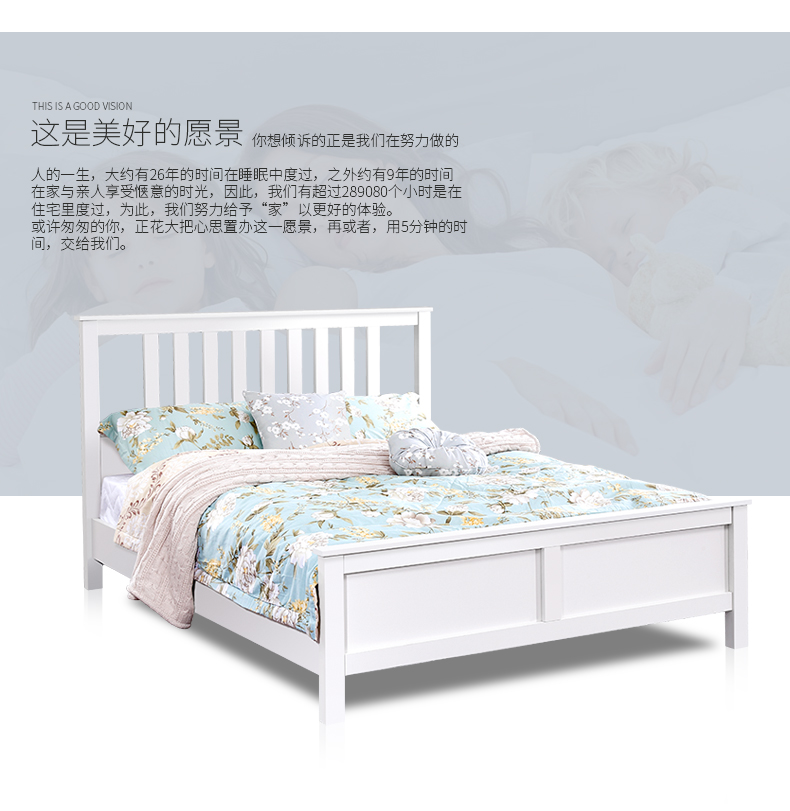 THIS IS A GOOD VISION
这是美好的愿景 你想倾诉的正是我们在努力做的
人的一生，大约有26年的时间在睡眠中度过，之外约有9年的时间
在家与亲人享受惬意的时光，因此，我们有超过289080个小时是在
住宅里度过，为此，我们努力给予“家”以更好的体验。
或许匆匆的你，正花大把心思置办这一愿景，再或者，用5分钟的时
间，交给我们。